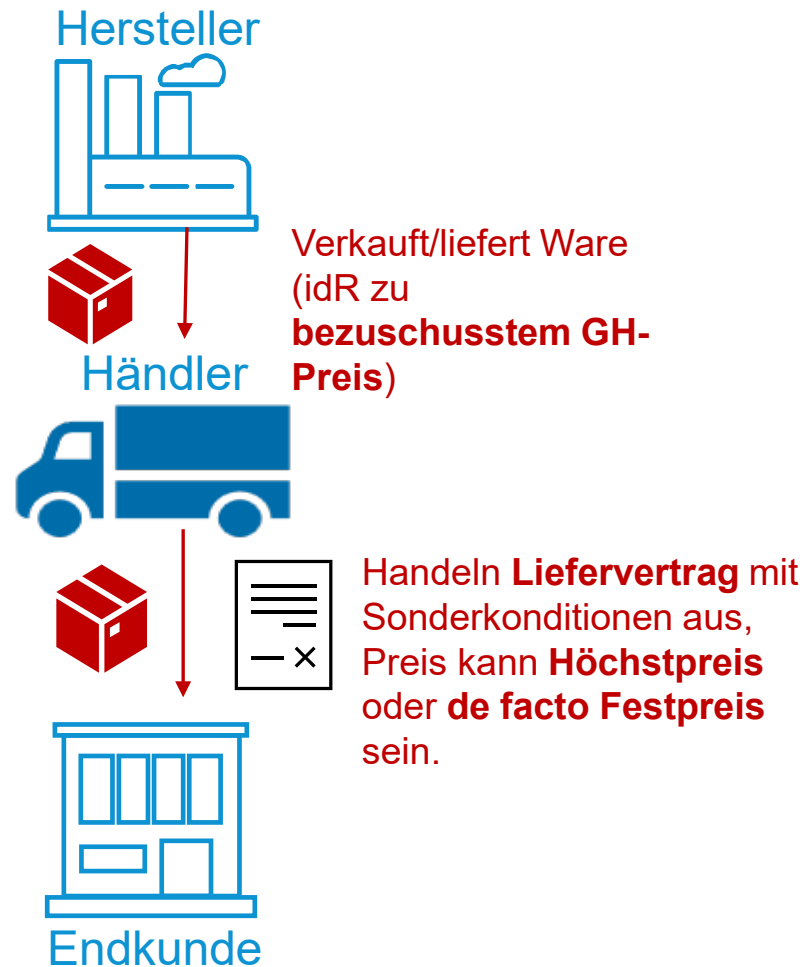 Hersteller
Verkauft/liefert Ware
(idR zu
bezuschusstem GH-
Preis)
Händler
Handeln Liefervertrag mit
Sonderkonditionen aus,
Preis kann Höchstpreis
oder de facto Festpreis
sein.
Endkunde